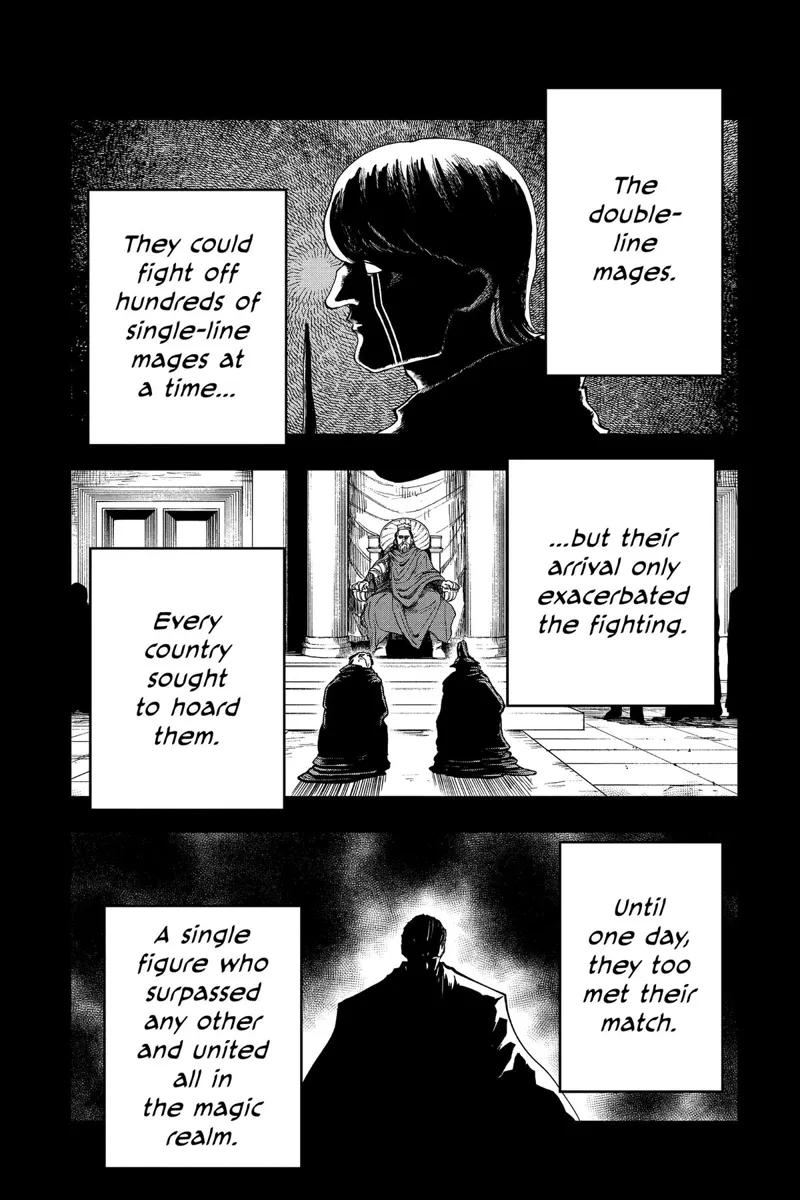 The
double-
line
mages.
They could
fight off
hundreds of
single-line
mages at
a time...
...but their
arrival only
exacerbated
the fighting.
Every
country
sought
to hoard
them.
Until
one day,
they too
met their
match.
A single
figure who
surpassed
any other
and united
all in
the magic
realm.